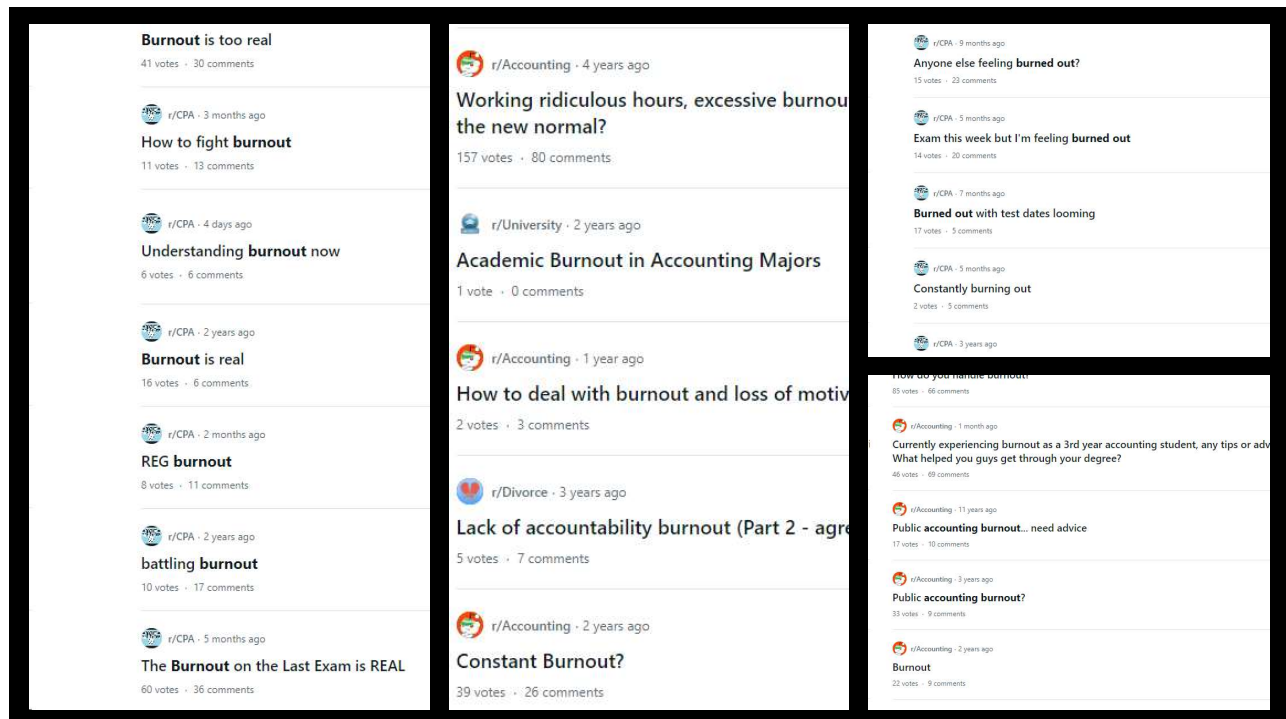 Burnout is too real
41 votes · 30 comments
r/CPA · 3 months ago
How to fight burnout
11 votes · 13 comments
r/CPA · 4 days ago
Understanding burnout now
6 votes · 6 comments
r/CPA · 2 years ago
Burnout is real
16 votes · 6 comments
r/CPA · 2 months ago
REG burnout
8 votes · 11 comments
r/CPA · 2 years ago
battling burnout
10 votes · 17 comments
r/CPA · 5 months ago
The Burnout on the Last Exam is REAL
60 votes · 36 comments
r/Accounting · 4 years ago
Working ridiculous hours, excessive burnou
the new normal?
157 votes · 80 comments
r/University · 2 years ago
Academic Burnout in Accounting Majors
1 vote · 0 comments
r/Accounting · 1 year ago
How to deal with burnout and loss of motiv
2 votes · 3 comments
r/Divorce · 3 years ago
Lack of accountability burnout (Part 2 - agre
5 votes · 7 comments
r/Accounting · 2 years ago
Constant Burnout?
39 votes · 26 comments
r/CPA · 9 months ago
Anyone else feeling burned out?
15 votes · 23 comments
r/CPA · 5 months ago
Exam this week but I'm feeling burned out
14 votes · 20 comments
r/CPA · 7 months ago
Burned out with test dates looming
17 votes · 5 comments
r/CPA · 5 months ago
Constantly burning out
2 votes · 5 comments
r/CPA · 3 years ago
How do you handle burnout?
85 votes · 66 comments
r/Accounting · 1 month ago
Currently experiencing burnout as a 3rd year accounting student, any tips or adv
What helped you guys get through your degree?
46 votes · 69 comments
r/Accounting · 11 years ago
Public accounting burnout... need advice
17 votes · 10 comments
r/Accounting · 3 years ago
Public accounting burnout?
33 votes · 9 comments
r/Accounting · 2 years ago
Burnout
22 votes · 9 comments